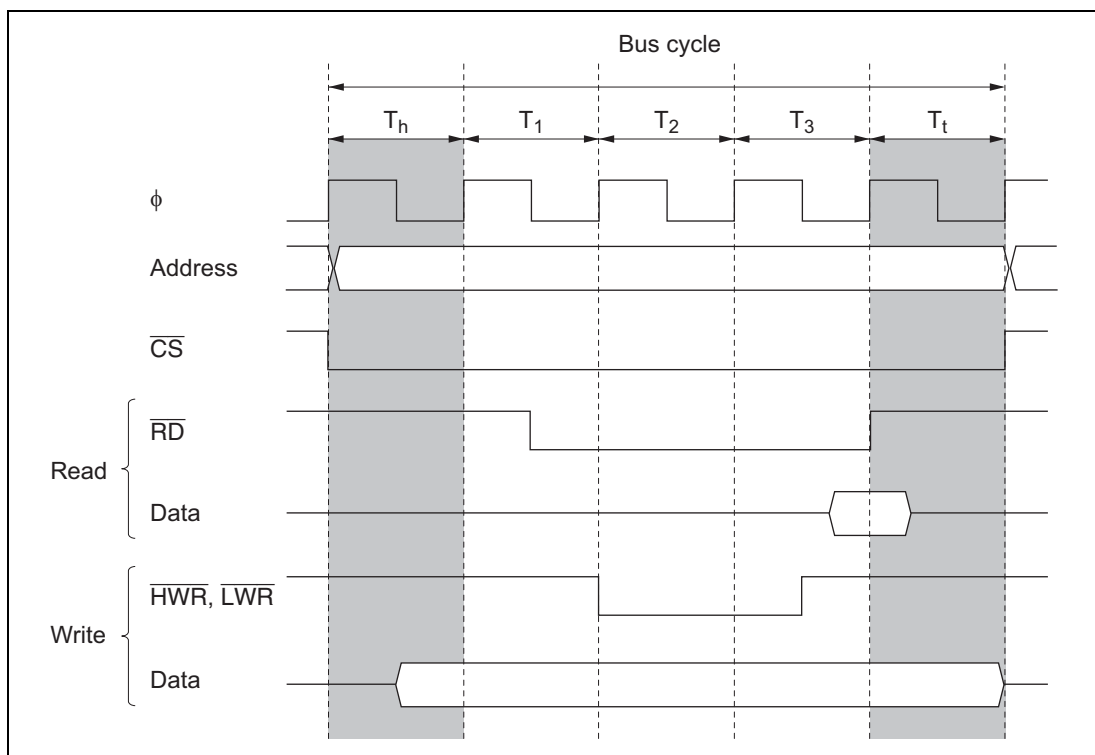 Bus cycle
Th T1 T2 T3 Tt
ϕ
Address
CS
Read
RD
Data
Write
HWR, LWR
Data